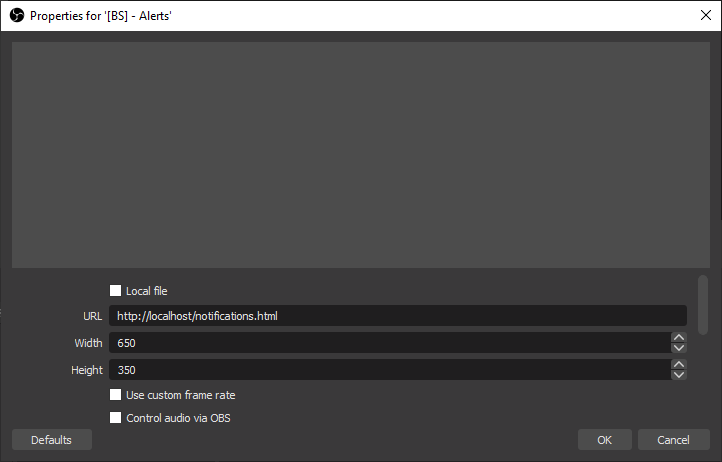 Properties for '[BS] - Alerts'
Local file
URL http://localhost/notifications.html
Width 650
Height 350
Use custom frame rate
Control audio via OBS
Defaults OK Cancel